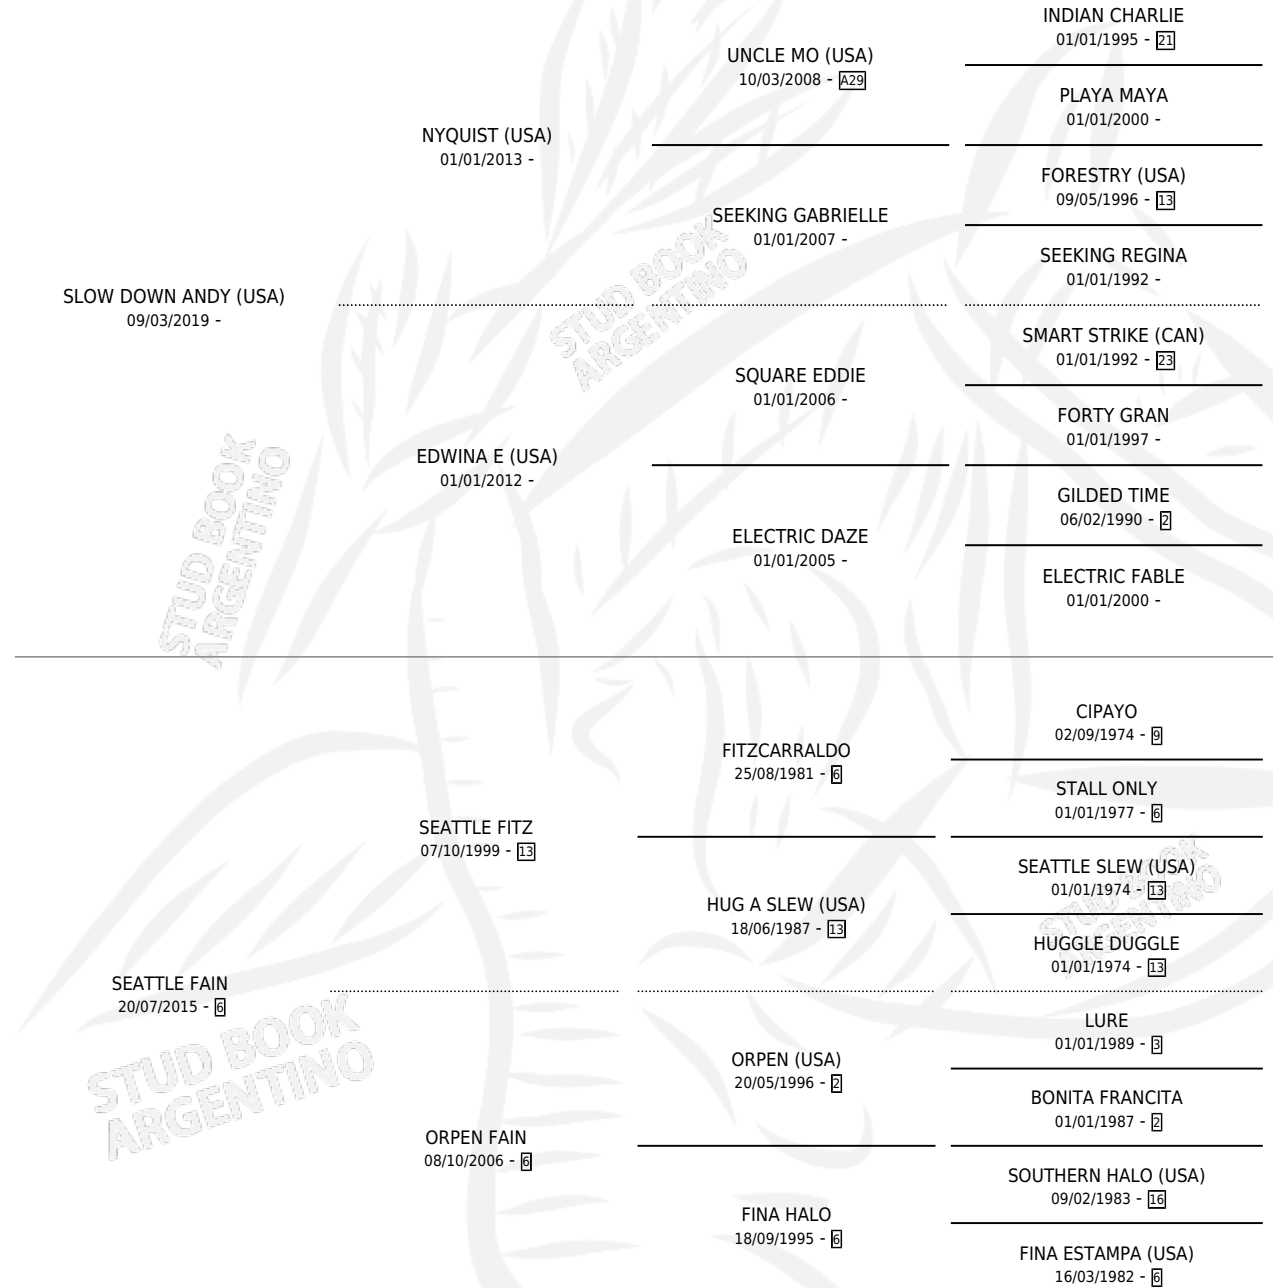 INDIAN CHARLIE
01/01/1995 - 21
UNCLE MO (USA)
10/03/2008 - A29
PLAYA MAYA
01/01/2000 -
NYQUIST (USA)
01/01/2013 -
FORESTRY (USA)
09/05/1996 - 13
SEEKING GABRIELLE
01/01/2007 -
SEEKING REGINA
01/01/1992 -
SLOW DOWN ANDY (USA)
09/03/2019 -
STUD BOOK
ARGENTINO
SMART STRIKE (CAN)
01/01/1992 - 23
SQUARE EDDIE
01/01/2006 -
FORTY GRAN
01/01/1997 -
EDWINA E (USA)
01/01/2012 -
GILDED TIME
06/02/1990 - 2
ELECTRIC DAZE
01/01/2005 -
ELECTRIC FABLE
01/01/2000 -
STUD BOOK
ARGENTINO
CIPAYO
02/09/1974 - 9
FITZCARRALDO
25/08/1981 - 6
STALL ONLY
01/01/1977 - 6
SEATTLE FITZ
07/10/1999 - 13
SEATTLE SLEW (USA)
01/01/1974 - 13
HUG A SLEW (USA)
18/06/1987 - 13
HUGGLE DUGGLE
01/01/1974 - 13
STUD BOOK
ARGENTINO
SEATTLE FAIN
20/07/2015 - 6
LURE
01/01/1989 - 3
ORPEN (USA)
20/05/1996 - 2
BONITA FRANCITA
01/01/1987 - 2
STUD BOOK
ARGENTINO
ORPEN FAIN
08/10/2006 - 6
SOUTHERN HALO (USA)
09/02/1983 - 16
FINA HALO
18/09/1995 - 6
FINA ESTAMPA (USA)
16/03/1982 - 6